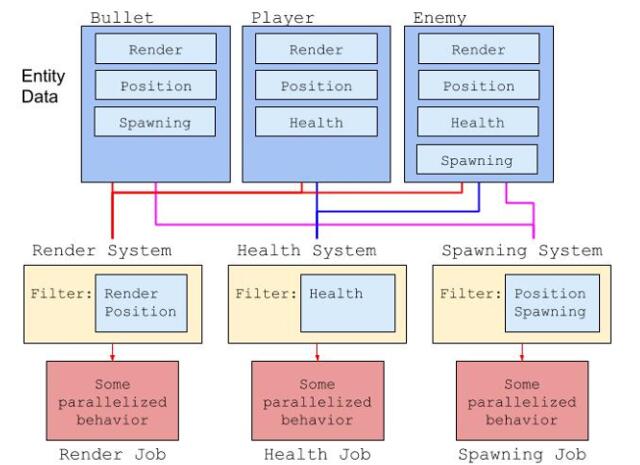 Bullet
Player
Enemy
Entity
Data
Render
Position
Spawning
Render
Position
Health
Render
Position
Health
Spawning
Render System
Health System
Spawning System
Filter:
Render
Position
Filter:
Health
Filter:
Position
Spawning
Some
parallelized
behavior
Some
parallelized
behavior
Some
parallelized
behavior
Render Job
Health Job
Spawning Job